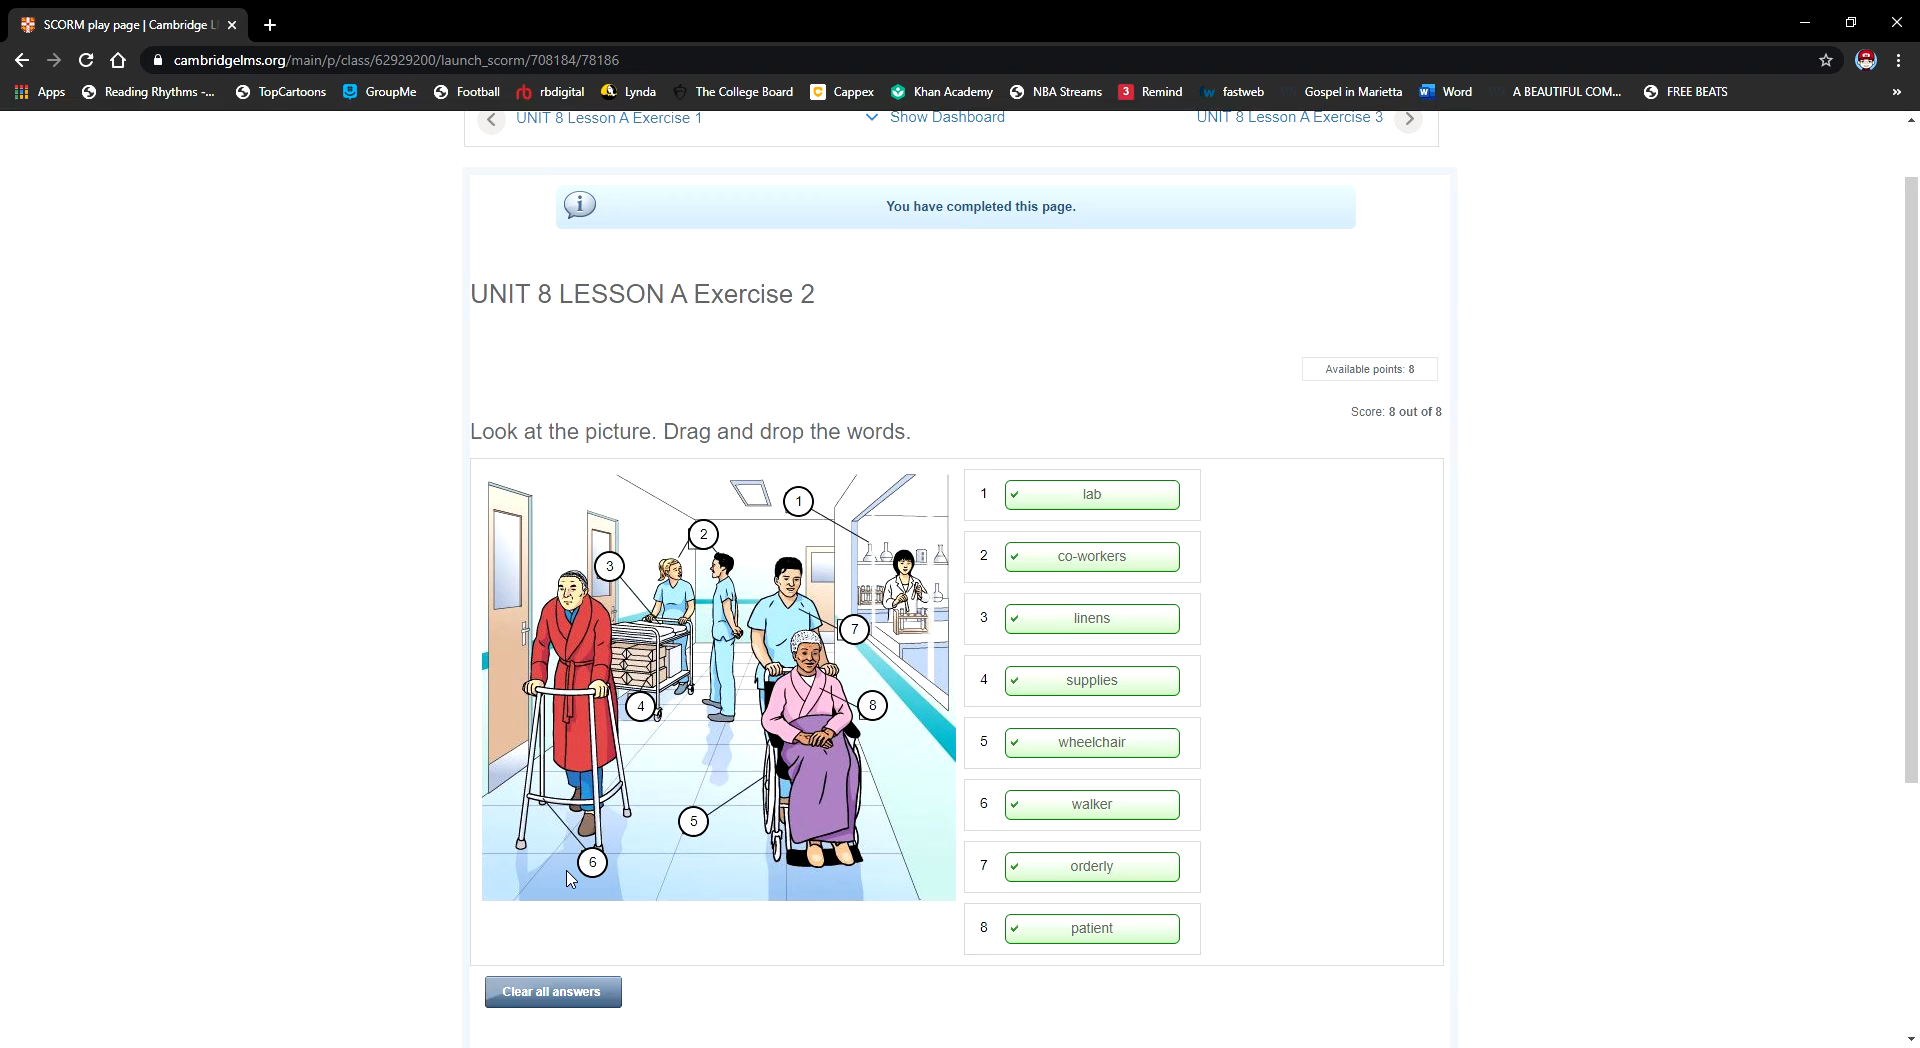 SCORM play page | Cambridge L
cambridgelms.org/main/p/class/62929200/launch_scorm/708184/78186
Apps Reading Rhythms -... TopCartoons GroupMe Football rbdigital Lynda The College Board Cappex Khan Academy NBA Streams 3 Remind fastweb Gospel in Marietta Word A BEAUTIFUL COM... FREE BEATS »
UNIT 8 Lesson A Exercise 1 Show Dashboard UNIT 8 Lesson A Exercise 3
You have completed this page.
UNIT 8 LESSON A Exercise 2
Available points: 8
Score: 8 out of 8
Look at the picture. Drag and drop the words.
1
2
3
7
4
8
5
6
1 lab
2 co-workers
3 linens
4 supplies
5 wheelchair
6 walker
7 orderly
8 patient
Clear all answers